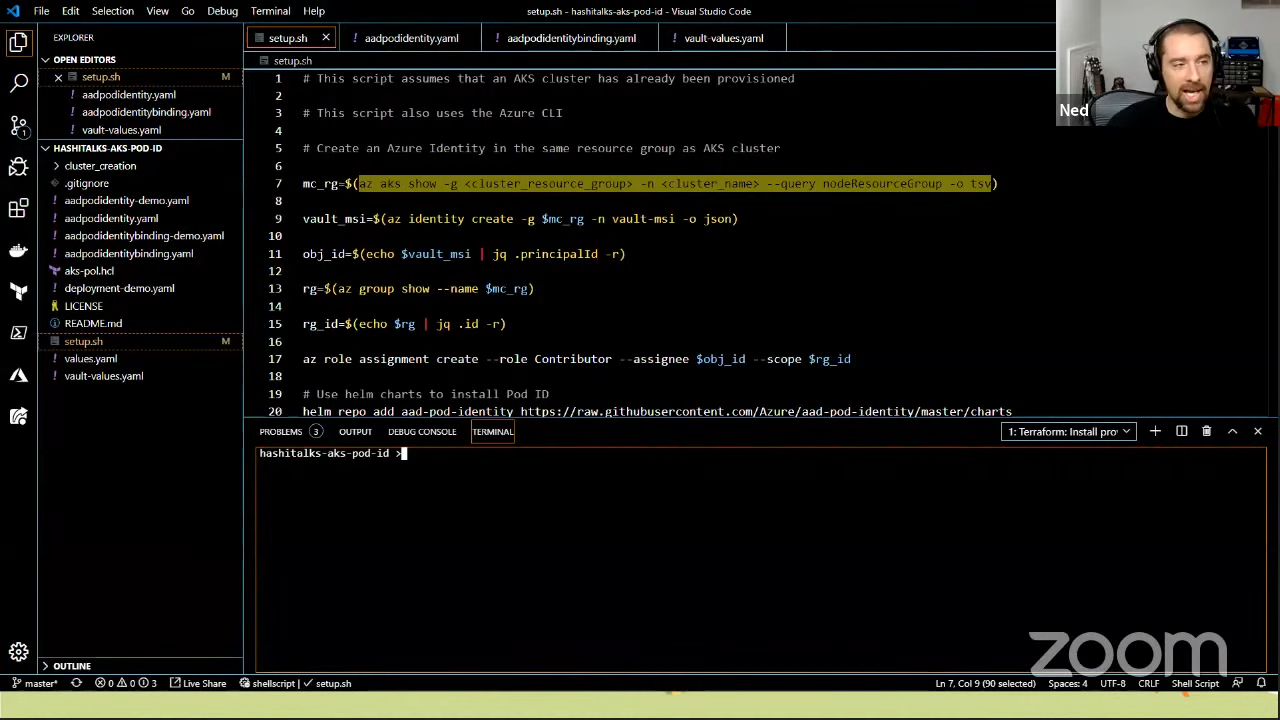 File Edit Selection View Go Debug Terminal Help
setup.sh - hashitalks-aks-pod-id - Visual Studio Code
EXPLORER
OPEN EDITORS
setup.sh M
aadpodidentity.yaml
aadpodidentitybinding.yaml
vault-values.yaml
HASHITALKS-AKS-POD-ID
cluster_creation
.gitignore
aadpodidentity-demo.yaml
aadpodidentity.yaml
aadpodidentitybinding-demo.yaml
aadpodidentitybinding.yaml
aks-pol.hcl
deployment-demo.yaml
LICENSE
README.md
setup.sh M
values.yaml
vault-values.yaml
OUTLINE
setup.sh aadpodidentity.yaml aadpodidentitybinding.yaml vault-values.yaml
setup.sh
1 # This script assumes that an AKS cluster has already been provisioned
2
3 # This script also uses the Azure CLI
4
5 # Create an Azure Identity in the same resource group as AKS cluster
6
7 mc_rg=$(az aks show -g <cluster_resource_group> -n <cluster_name> --query nodeResourceGroup -o tsv)
8
9 vault_msi=$(az identity create -g $mc_rg -n vault-msi -o json)
10
11 obj_id=$(echo $vault_msi | jq .principalId -r)
12
13 rg=$(az group show --name $mc_rg)
14
15 rg_id=$(echo $rg | jq .id -r)
16
17 az role assignment create --role Contributor --assignee $obj_id --scope $rg_id
18
19 # Use helm charts to install Pod ID
20 helm repo add aad-pod-identity https://raw.githubusercontent.com/Azure/aad-pod-identity/master/charts
Ned
PROBLEMS 3 OUTPUT DEBUG CONSOLE TERMINAL 1: Terraform: Install pro
hashitalks-aks-pod-id >
zoom
1
master* 0 0 3 Live Share shellscript | setup.sh Ln 7, Col 9 (90 selected) Spaces: 4 UTF-8 CRLF Shell Script